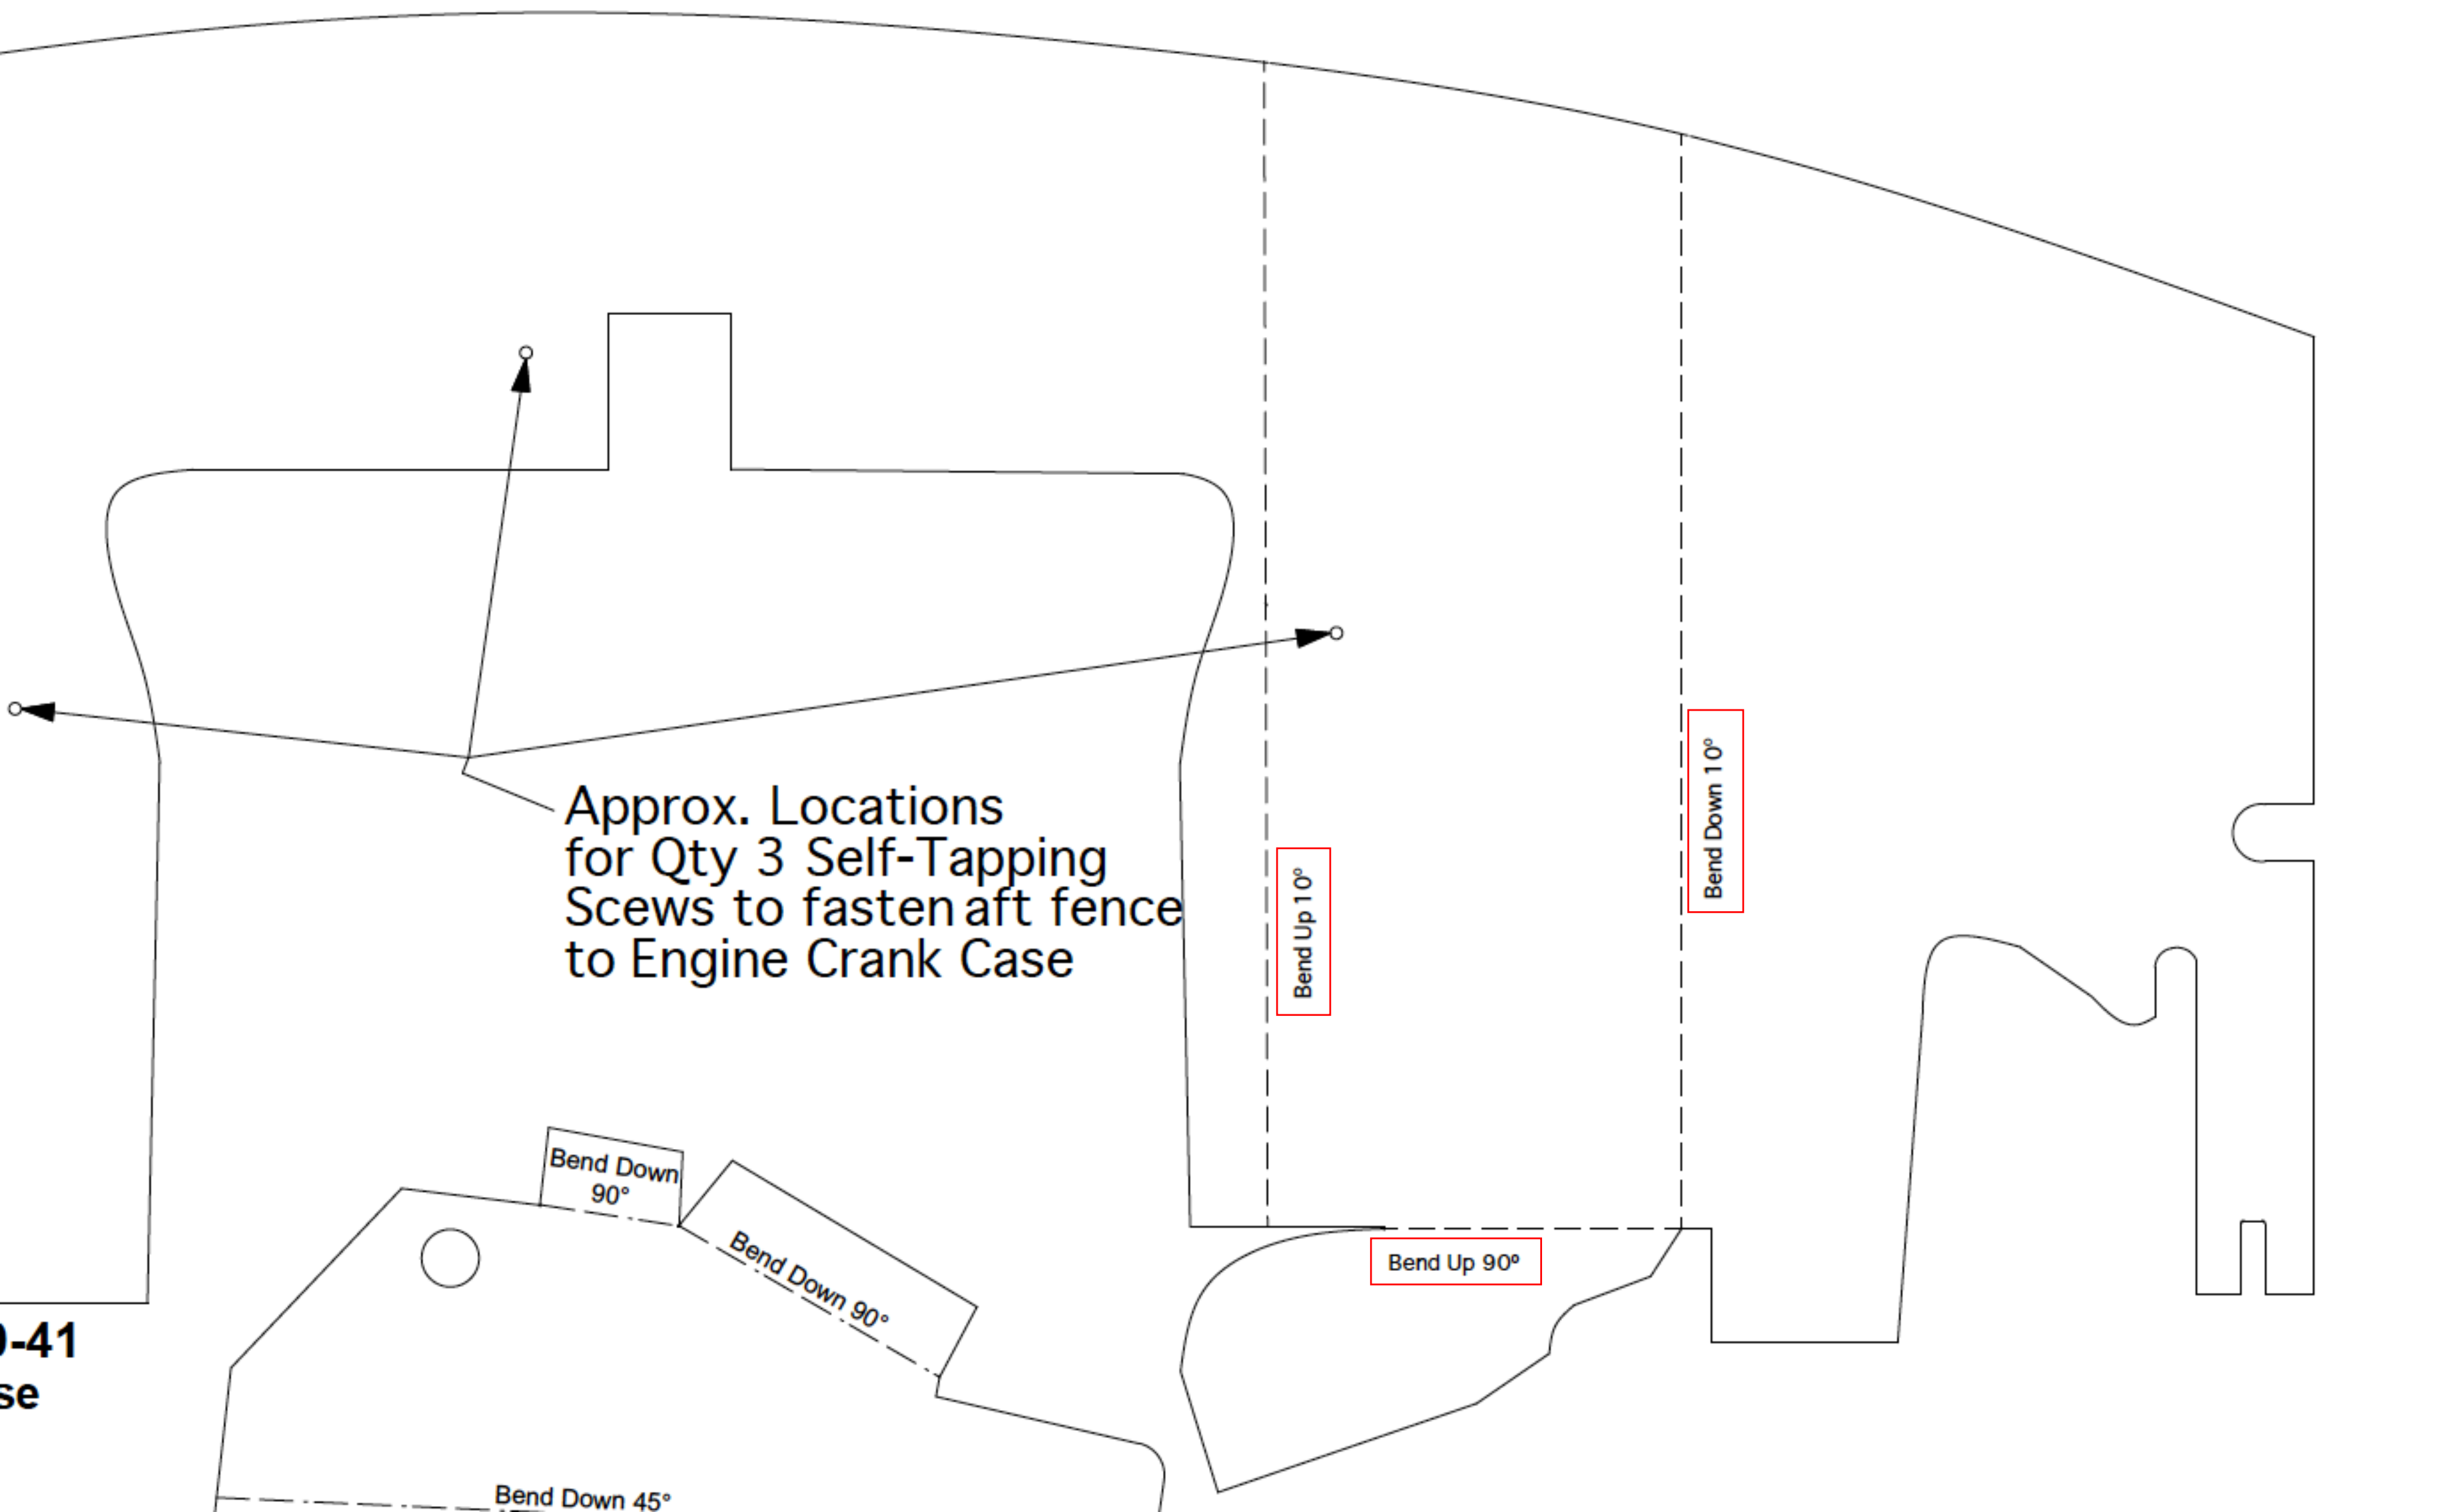 Approx. Locations
for Qty 3 Self-Tapping
Scews to fasten aft fence
to Engine Crank Case
Bend Up 10°
Bend Down 10°
Bend Up 90º
Bend Down
90°
Bend Down 90°
-41
se
Bend Down 45°